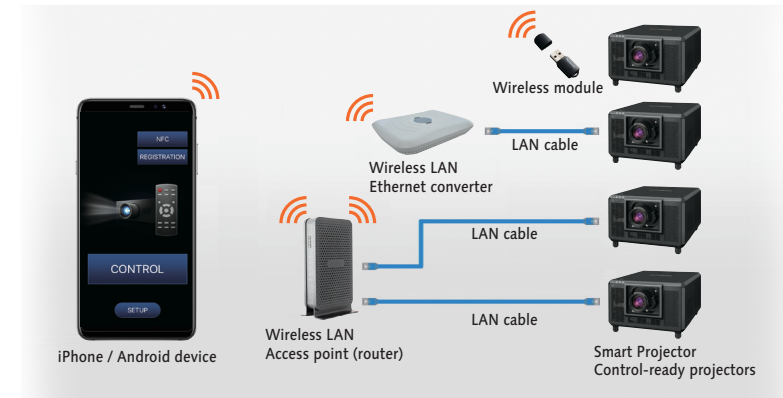 NFC
REGISTRATION
CONTROL
SETUP
iPhone / Android device
Wireless module
Wireless LAN
Ethernet converter
LAN cable
LAN cable
LAN cable
Wireless LAN
Access point (router)
Smart Projector
Control-ready projectors